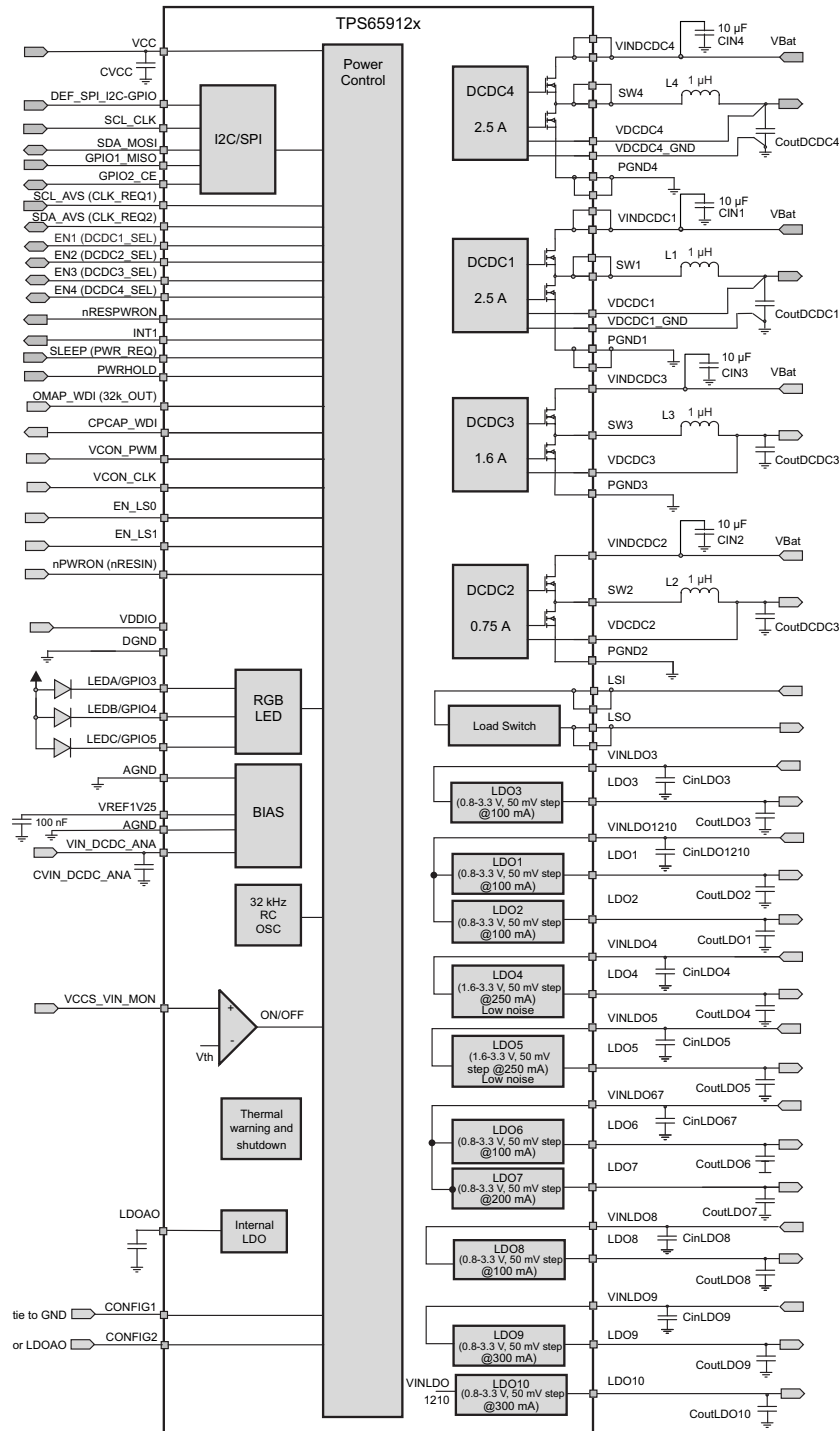 TPS65912x
VCC
CVCC
DEF_SPI_I2C-GPIO
SCL_CLK
SDA_MOSI
GPIO1_MISO
GPIO2_CE
SCL_AVS (CLK_REQ1)
SDA_AVS (CLK_REQ2)
EN1 (DCDC1_SEL)
EN2 (DCDC2_SEL)
EN3 (DCDC3_SEL)
EN4 (DCDC4_SEL)
nRESPWRON
INT1
SLEEP (PWR_REQ)
PWRHOLD
OMAP_WDI (32k_OUT)
CPCAP_WDI
VCON_PWM
VCON_CLK
EN_LS0
EN_LS1
nPWRON (nRESIN)
VDDIO
DGND
LEDA/GPIO3
LEDB/GPIO4
LEDC/GPIO5
AGND
VREF1V25
100 nF
AGND
VIN_DCDC_ANA
CVIN_DCDC_ANA
VCCS_VIN_MON
LDOAO
tie to GND
CONFIG1
or LDOAO
CONFIG2
I2C/SPI
RGB
LED
BIAS
32 kHz
RC
OSC
+
-
Vth
ON/OFF
Thermal
warning and
shutdown
Internal
LDO
Power
Control
DCDC4
2.5 A
VINDCDC4
10 µF
CIN4
VBat
SW4
L4
1 µH
VDCDC4
VDCDC4_GND
CoutDCDC4
PGND4
DCDC1
2.5 A
VINDCDC1
10 µF
CIN1
VBat
SW1
L1
1 µH
VDCDC1
VDCDC1_GND
CoutDCDC1
PGND1
DCDC3
1.6 A
VINDCDC3
10 µF
CIN3
VBat
SW3
L3
1 µH
VDCDC3
CoutDCDC3
PGND3
DCDC2
0.75 A
VINDCDC2
10 µF
CIN2
VBat
SW2
L2
1 µH
VDCDC2
CoutDCDC3
PGND2
Load Switch
LSI
LSO
VINLDO3
CinLDO3
LDO3
LDO3
(0.8-3.3 V, 50 mV step
@100 mA)
CoutLDO3
VINLDO1210
CinLDO1210
LDO1
LDO1
(0.8-3.3 V, 50 mV step
@100 mA)
CoutLDO2
LDO2
LDO2
(0.8-3.3 V, 50 mV step
@100 mA)
CoutLDO1
VINLDO4
CinLDO4
LDO4
LDO4
(1.6-3.3 V, 50 mV step
@250 mA)
Low noise
CoutLDO4
VINLDO5
CinLDO5
LDO5
LDO5
(1.6-3.3 V, 50 mV
step @250 mA)
Low noise
CoutLDO5
VINLDO67
CinLDO67
LDO6
LDO6
(0.8-3.3 V, 50 mV step
@100 mA)
CoutLDO6
LDO7
LDO7
(0.8-3.3 V, 50 mV step
@200 mA)
CoutLDO7
VINLDO8
CinLDO8
LDO8
LDO8
(0.8-3.3 V, 50 mV step
@100 mA)
CoutLDO8
VINLDO9
CinLDO9
LDO9
LDO9
(0.8-3.3 V, 50 mV step
@300 mA)
CoutLDO9
VINLDO
1210
LDO10
(0.8-3.3 V, 50 mV step
@300 mA)
LDO10
CoutLDO10